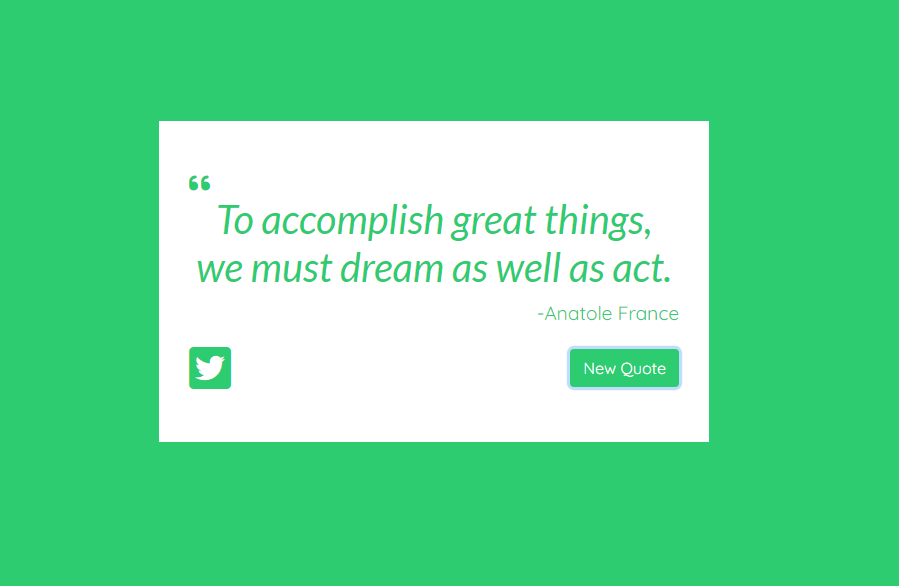 “
To accomplish great things,
we must dream as well as act.
-Anatole France
New Quote